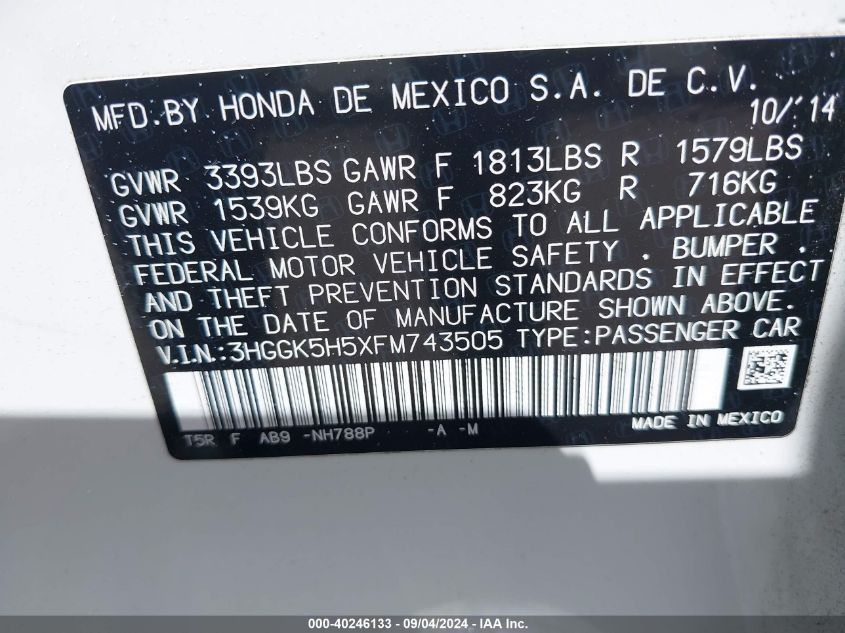 MFD.BY HONDA DE MEXICO S.A. DE C.V.
10/'14
GVWR 3393LBS GAWR F 1813LBS R 1579LBS
GVWR 1539KG GAWR F 823KG R 716KG
THIS VEHICLE CONFORMS TO ALL APPLICABLE
FEDERAL MOTOR VEHICLE SAFETY . BUMPER .
AND THEFT PREVENTION STANDARDS IN EFFECT
ON THE DATE OF MANUFACTURE SHOWN ABOVE.
V.I.N.:3HGGK5H5XFM743505 TYPE:PASSENGER CAR
MADE IN MEXICO
T5R F AB9 -NH788P -A -M
000-40246133 - 09/04/2024 - IAA Inc.